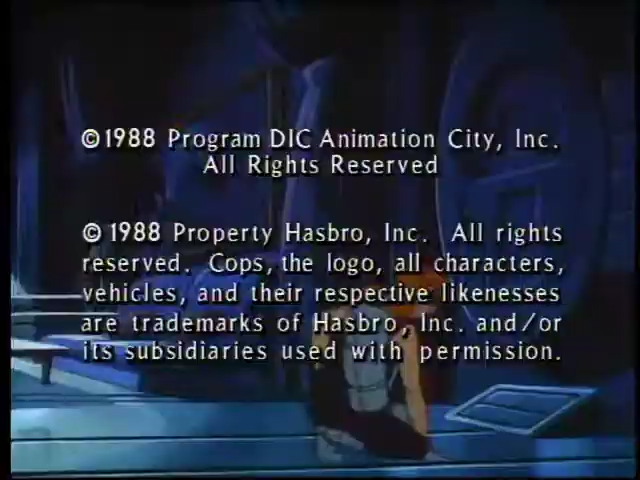 ©1988 Program DIC Animation City, Inc.
All Rights Reserved
© 1988 Property Hasbro, Inc. All rights
reserved. Cops, the logo, all characters,
vehicles, and their respective likenesses
are trademarks of Hasbro, Inc. and/or
its subsidiaries used with permission.